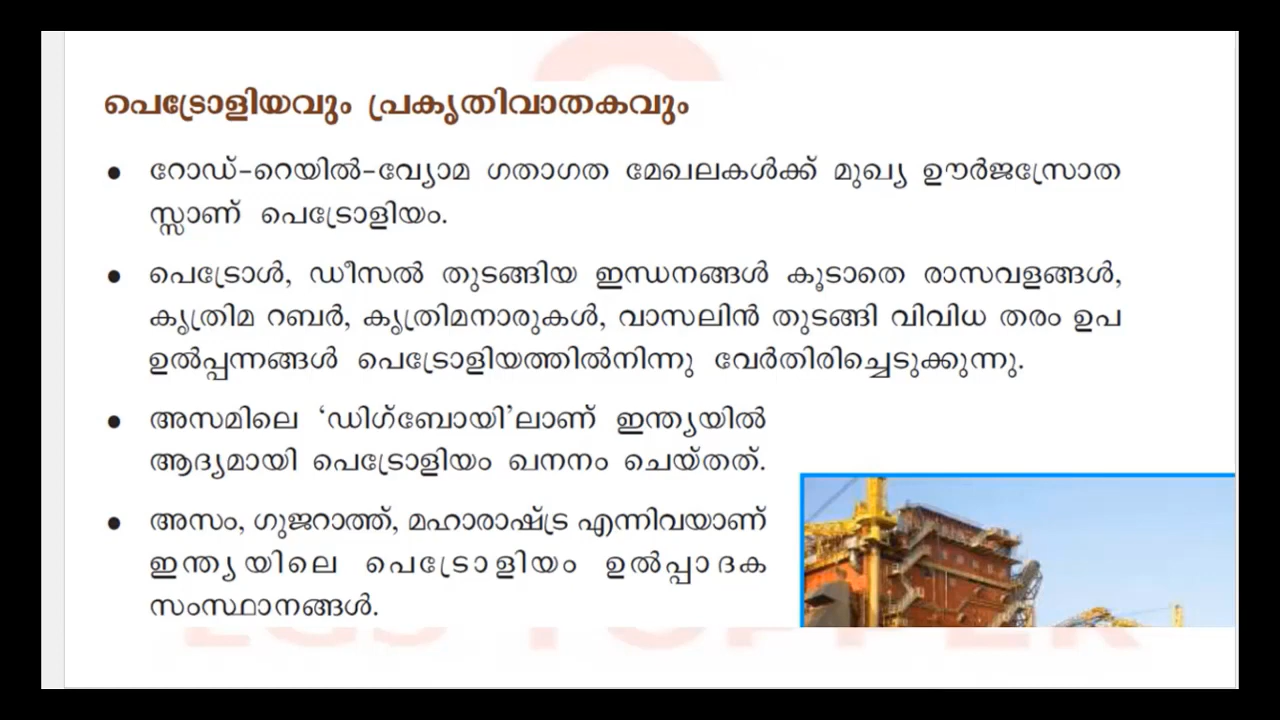 പെട്രോളിയവും പ്രകൃതിവാതകവും
● റോഡ്-റെയിൽ-വ്യോമ ഗതാഗത മേഖലകൾക്ക് മുഖ്യ ഊർജസ്രോത
സ്സാണ് പെട്രോളിയം.
● പെട്രോൾ, ഡീസൽ തുടങ്ങിയ ഇന്ധനങ്ങൾ കൂടാതെ രാസവളങ്ങൾ,
കൃത്രിമ റബർ, കൃത്രിമനാരുകൾ, വാസലിൻ തുടങ്ങി വിവിധ തരം ഉപ
ഉൽപ്പന്നങ്ങൾ പെട്രോളിയത്തിൽനിന്നു വേർതിരിച്ചെടുക്കുന്നു.
● അസമിലെ ‘ഡിഗ്ബോയി’ലാണ് ഇന്ത്യയിൽ
ആദ്യമായി പെട്രോളിയം ഖനനം ചെയ്തത്.
● അസം, ഗുജറാത്ത്, മഹാരാഷ്ട്ര എന്നിവയാണ്
ഇന്ത്യയിലെ പെട്രോളിയം ഉൽപ്പാദക
സംസ്ഥാനങ്ങൾ.